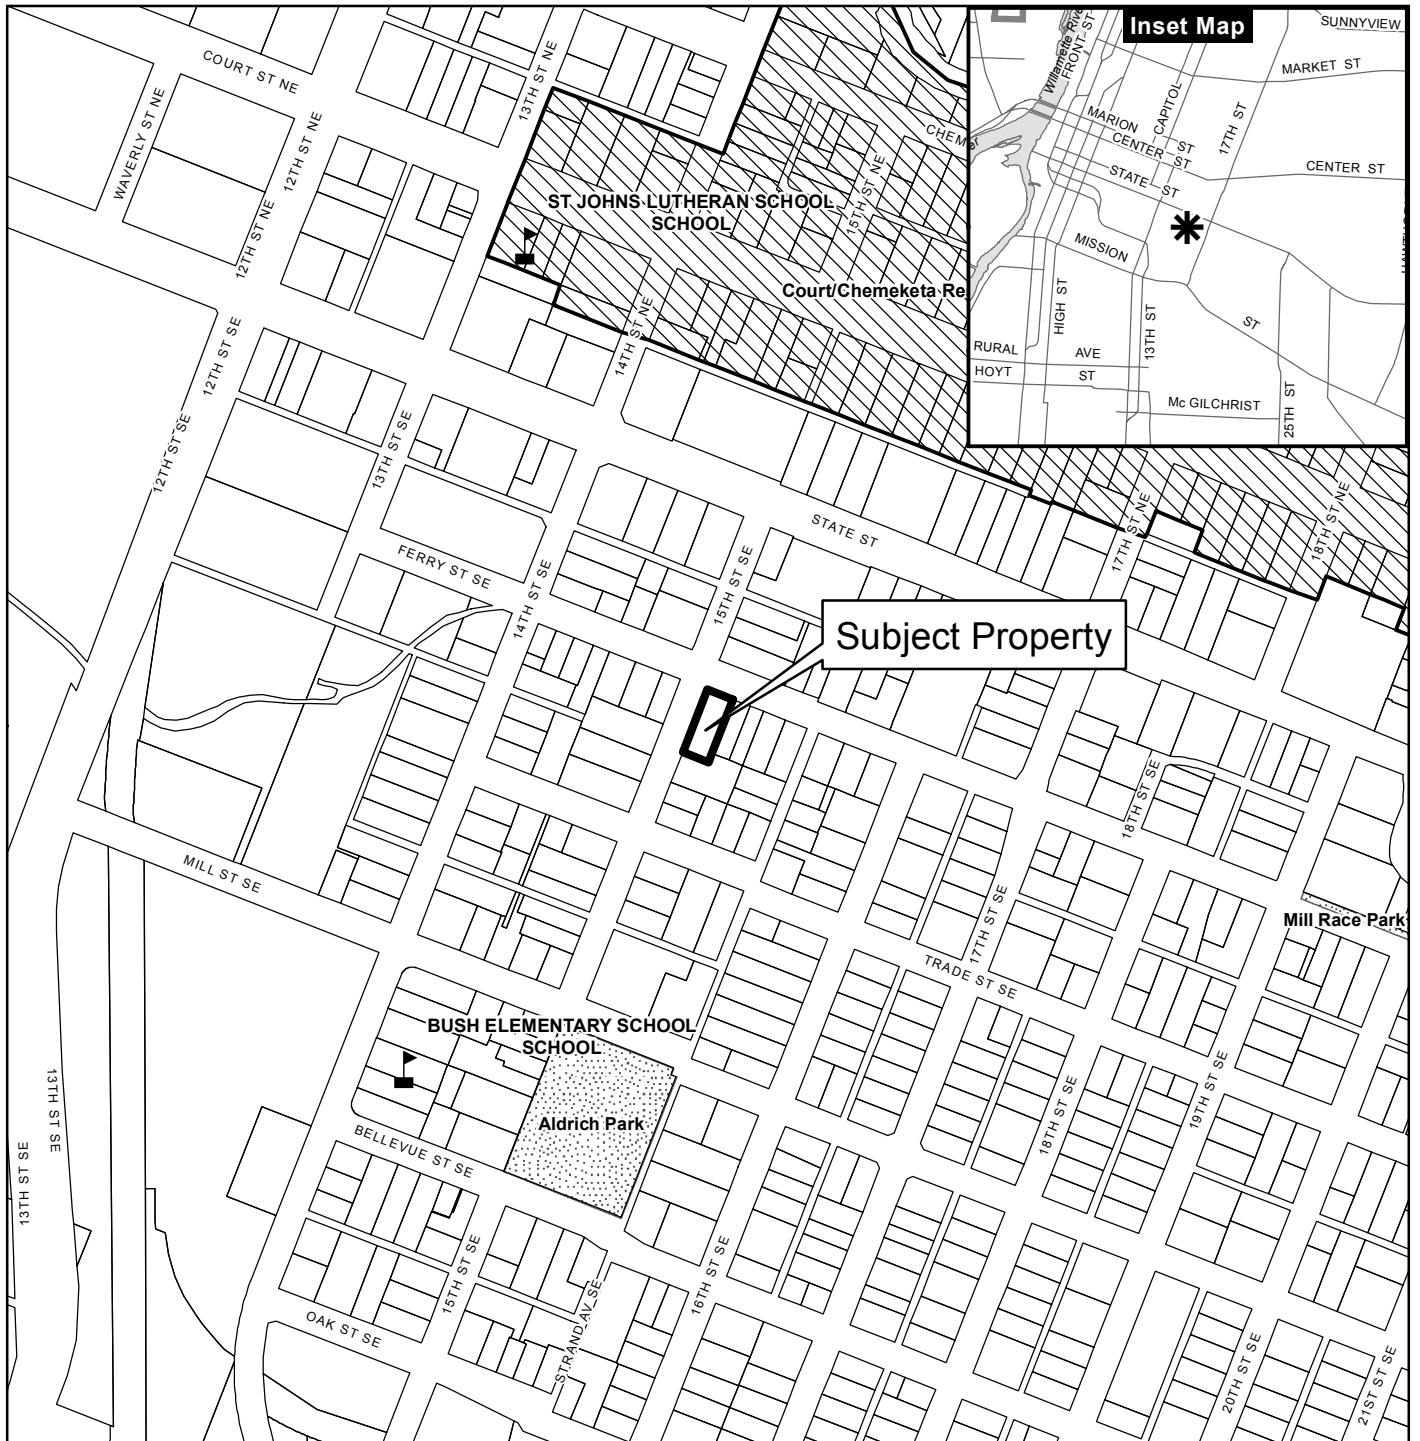 COURT ST NE
WAVERLY ST NE
12TH ST NE
13TH ST NE
12TH ST NE
ST JOHNS LUTHERAN SCHOOL
SCHOOL
15TH ST NE
Court/Chemeketa Re
14TH ST NE
12TH ST SE
12TH ST SE
13TH ST SE
Inset Map
Willamette River
FRONT ST
SUNNYVIEW
MARKET ST
CAPITOL
17TH ST
MARION ST
CENTER ST
CENTER ST
STATE ST
MISSION ST
HIGH ST
13TH ST
RURAL AVE
HOYT ST
Mc GILCHRIST
25TH ST
STATE ST
17TH ST NE
18TH ST NE
FERRY ST SE
14TH ST SE
15TH ST SE
Subject Property
18TH ST SE
MILL ST SE
17TH ST SE
TRADE ST SE
Mill Race Park
BUSH ELEMENTARY SCHOOL
SCHOOL
Aldrich Park
13TH ST SE
13TH ST SE
BELLEVUE ST SE
18TH ST SE
19TH ST SE
15TH ST SE
16TH ST SE
OAK ST SE
STRAND AV SE
20TH ST SE
21ST ST SE